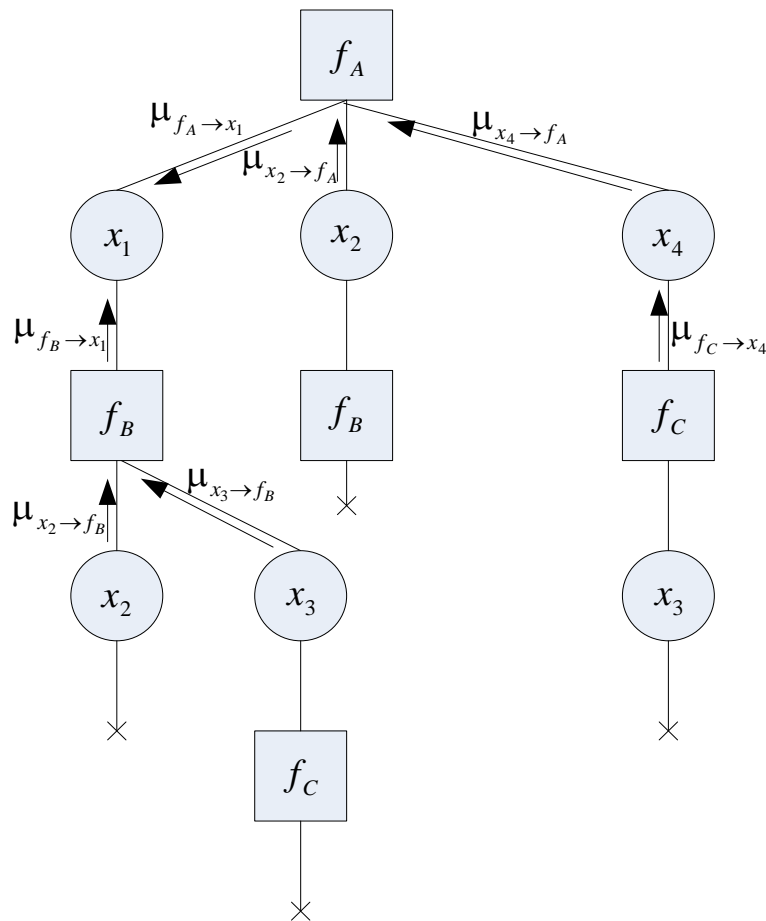 f_A
μ_{f_A→x_1}
μ_{x_2→f_A}
μ_{x_4→f_A}
x_1
x_2
x_4
μ_{f_B→x_1}
μ_{f_C→x_4}
f_B
f_B
f_C
μ_{x_2→f_B}
μ_{x_3→f_B}
x_2
x_3
x_3
f_C